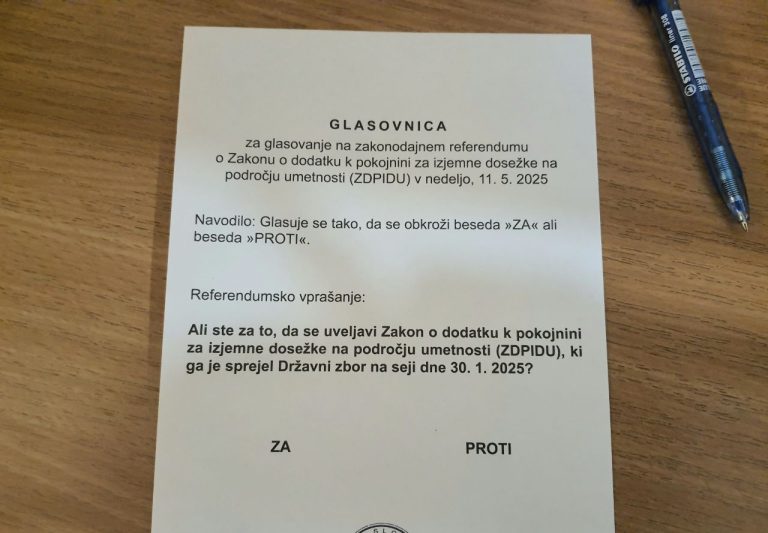 GLASOVNICA
za glasovanje na zakonodajnem referendumu
o Zakonu o dodatku k pokojnini za izjemne dosežke na
področju umetnosti (ZDPIDU) v nedeljo, 11. 5. 2025
Navodilo: Glasuje se tako, da se obkroži beseda »ZA« ali
beseda »PROTI«.
Referendumsko vprašanje:
Ali ste za to, da se uveljavi Zakon o dodatku k pokojnini
za izjemne dosežke na področju umetnosti (ZDPIDU), ki
ga je sprejel Državni zbor na seji dne 30. 1. 2025?
ZA PROTI
STABILO liner 308